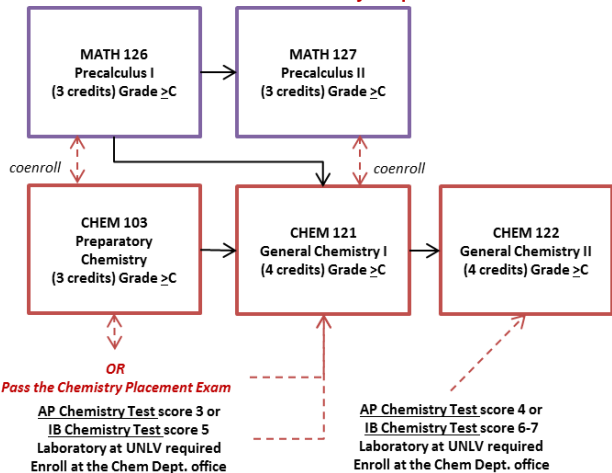 MATH 126
Precalculus I
(3 credits) Grade >C
MATH 127
Precalculus II
(3 credits) Grade >C
coenroll
coenroll
CHEM 103
Preparatory
Chemistry
(3 credits) Grade >C
CHEM 121
General Chemistry I
(4 credits) Grade >C
CHEM 122
General Chemistry II
(4 credits) Grade >C
OR
Pass the Chemistry Placement Exam
AP Chemistry Test score 3 or
IB Chemistry Test score 5
Laboratory at UNLV required
Enroll at the Chem Dept. office
AP Chemistry Test score 4 or
IB Chemistry Test score 6-7
Laboratory at UNLV required
Enroll at the Chem Dept. office